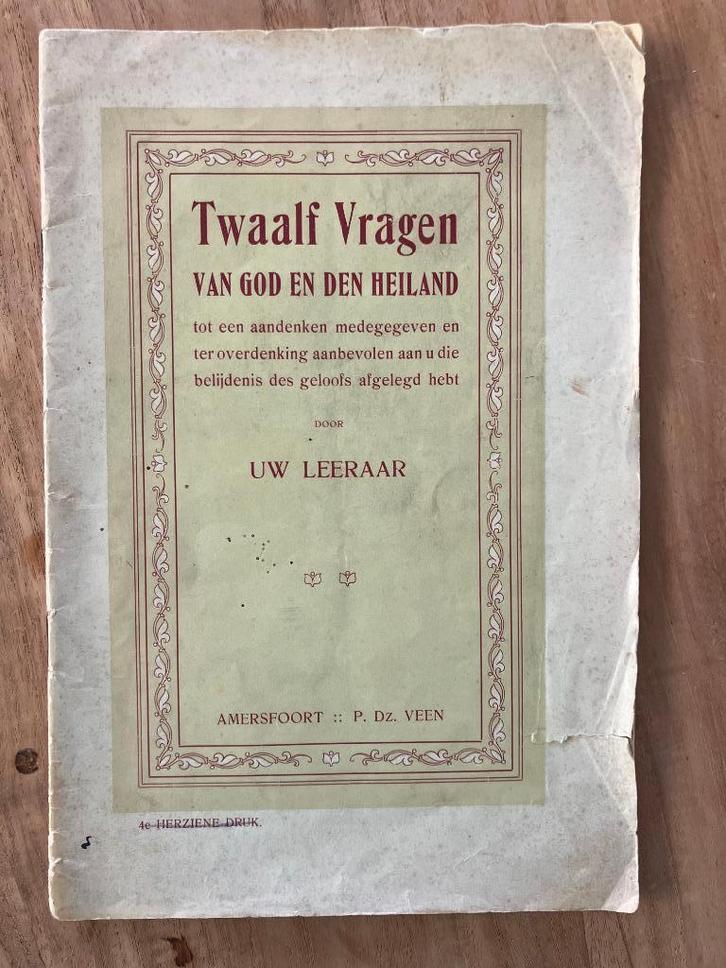 Twaalf Vragen
VAN GOD EN DEN HEILAND
tot een aandenken medegegeven en
ter overdenking aanbevolen aan u die
belijdenis des geloofs afgelegd hebt
DOOR
UW LEERAAR
AMERSFOORT :: P. Dz. VEEN
4e HERZIENE DRUK.